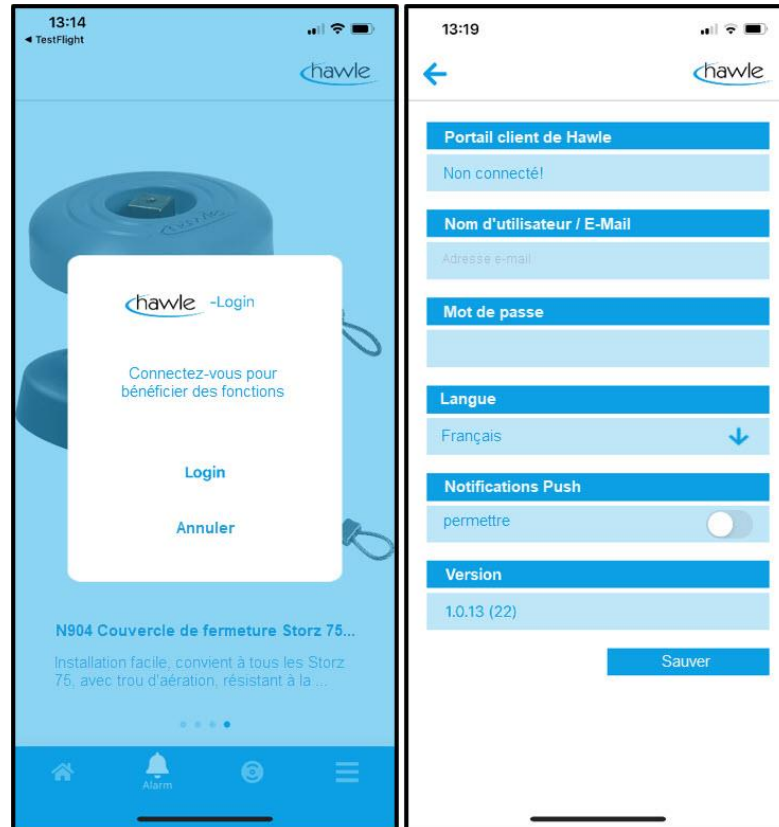 13:14
◀ TestFlight
hawle
hawle -Login
Connectez-vous pour
bénéficier des fonctions
Login
Annuler
N904 Couvercle de fermeture Storz 75...
Installation facile, convient à tous les Storz
75, avec trou d'aération, résistant à la ...
Alarm
13:19
hawle
Portail client de Hawle
Non connecté!
Nom d'utilisateur / E-Mail
Adresse e-mail
Mot de passe
Langue
Français
Notifications Push
permettre
Version
1.0.13 (22)
Sauver